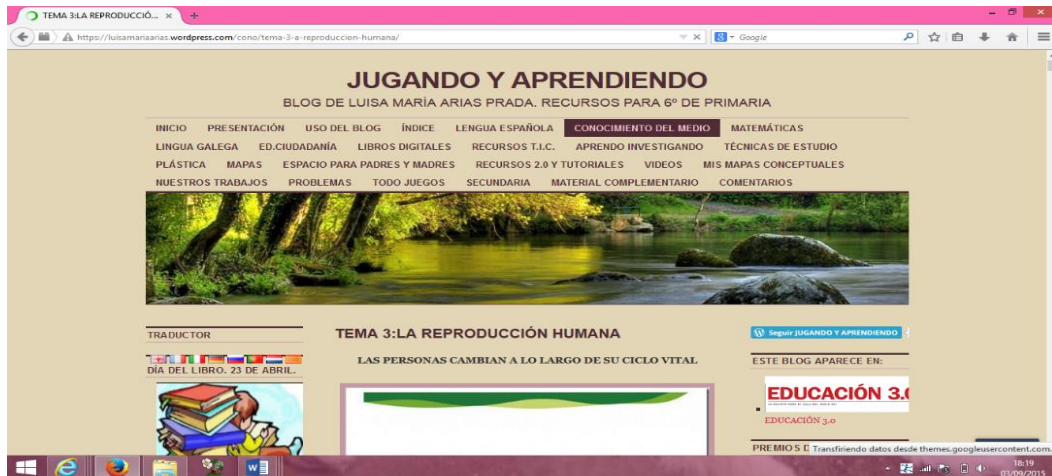 TEMA 3:LA REPRODUCCIÓ...
https://luisamariaarias.wordpress.com/cono/tema-3-a-reproduccion-humana/
Google
JUGANDO Y APRENDIENDO
BLOG DE LUISA MARÍA ARIAS PRADA. RECURSOS PARA 6º DE PRIMARIA
INICIO PRESENTACIÓN USO DEL BLOG ÍNDICE LENGUA ESPAÑOLA CONOCIMIENTO DEL MEDIO MATEMÁTICAS
LINGUA GALEGA ED.CIUDADANÍA LIBROS DIGITALES RECURSOS T.I.C. APRENDO INVESTIGANDO TÉCNICAS DE ESTUDIO
PLÁSTICA MAPAS ESPACIO PARA PADRES Y MADRES RECURSOS 2.0 Y TUTORIALES VIDEOS MIS MAPAS CONCEPTUALES
NUESTROS TRABAJOS PROBLEMAS TODO JUEGOS SECUNDARIA MATERIAL COMPLEMENTARIO COMENTARIOS
TRADUCTOR
DÍA DEL LIBRO. 23 DE ABRIL.
TEMA 3:LA REPRODUCCIÓN HUMANA
LAS PERSONAS CAMBIAN A LO LARGO DE SU CICLO VITAL
Seguir JUGANDO Y APRENDIENDO
ESTE BLOG APARECE EN:
EDUCACIÓN 3.
EDUCACIÓN 3.0
PREMIOS D
Transfiriendo datos desde themes.googleusercontent.com
18:19
03/09/2015